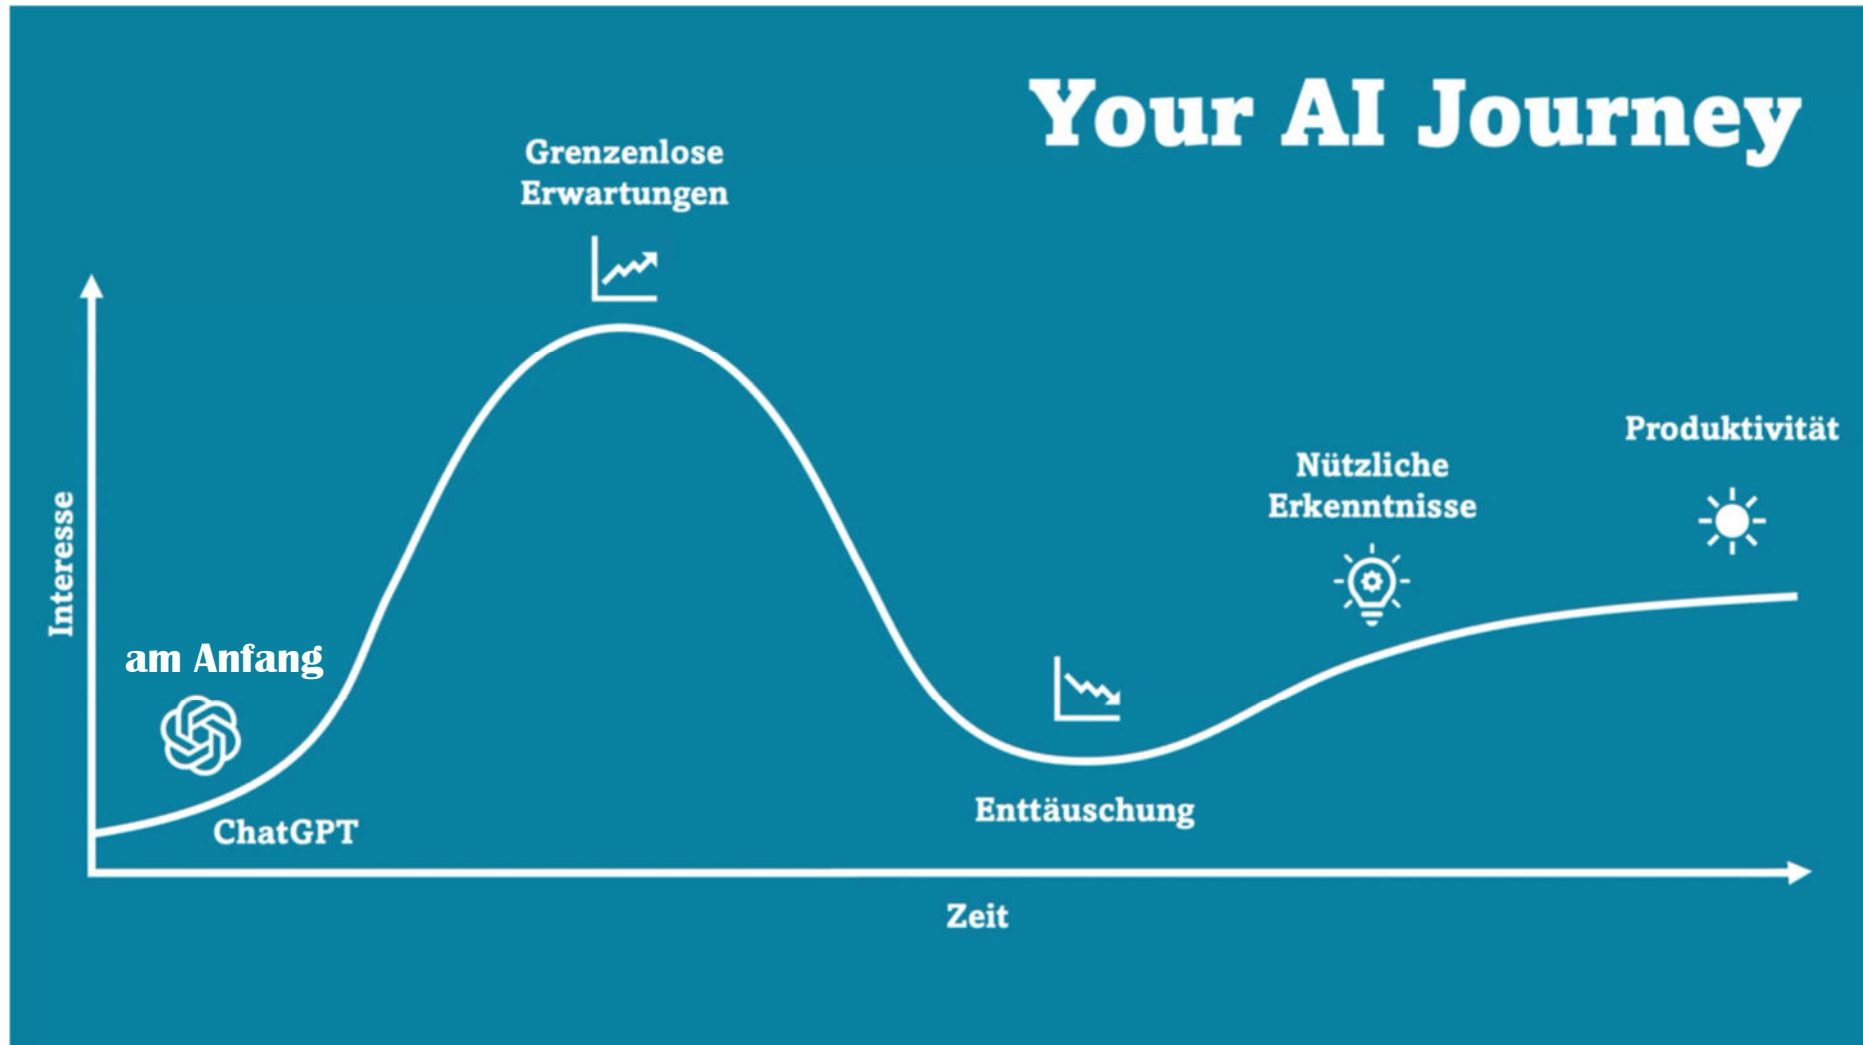 Your AI Journey
Grenzenlose
Erwartungen
Produktivität
Nützliche
Erkenntnisse
Interesse
am Anfang
ChatGPT
Enttäuschung
Zeit